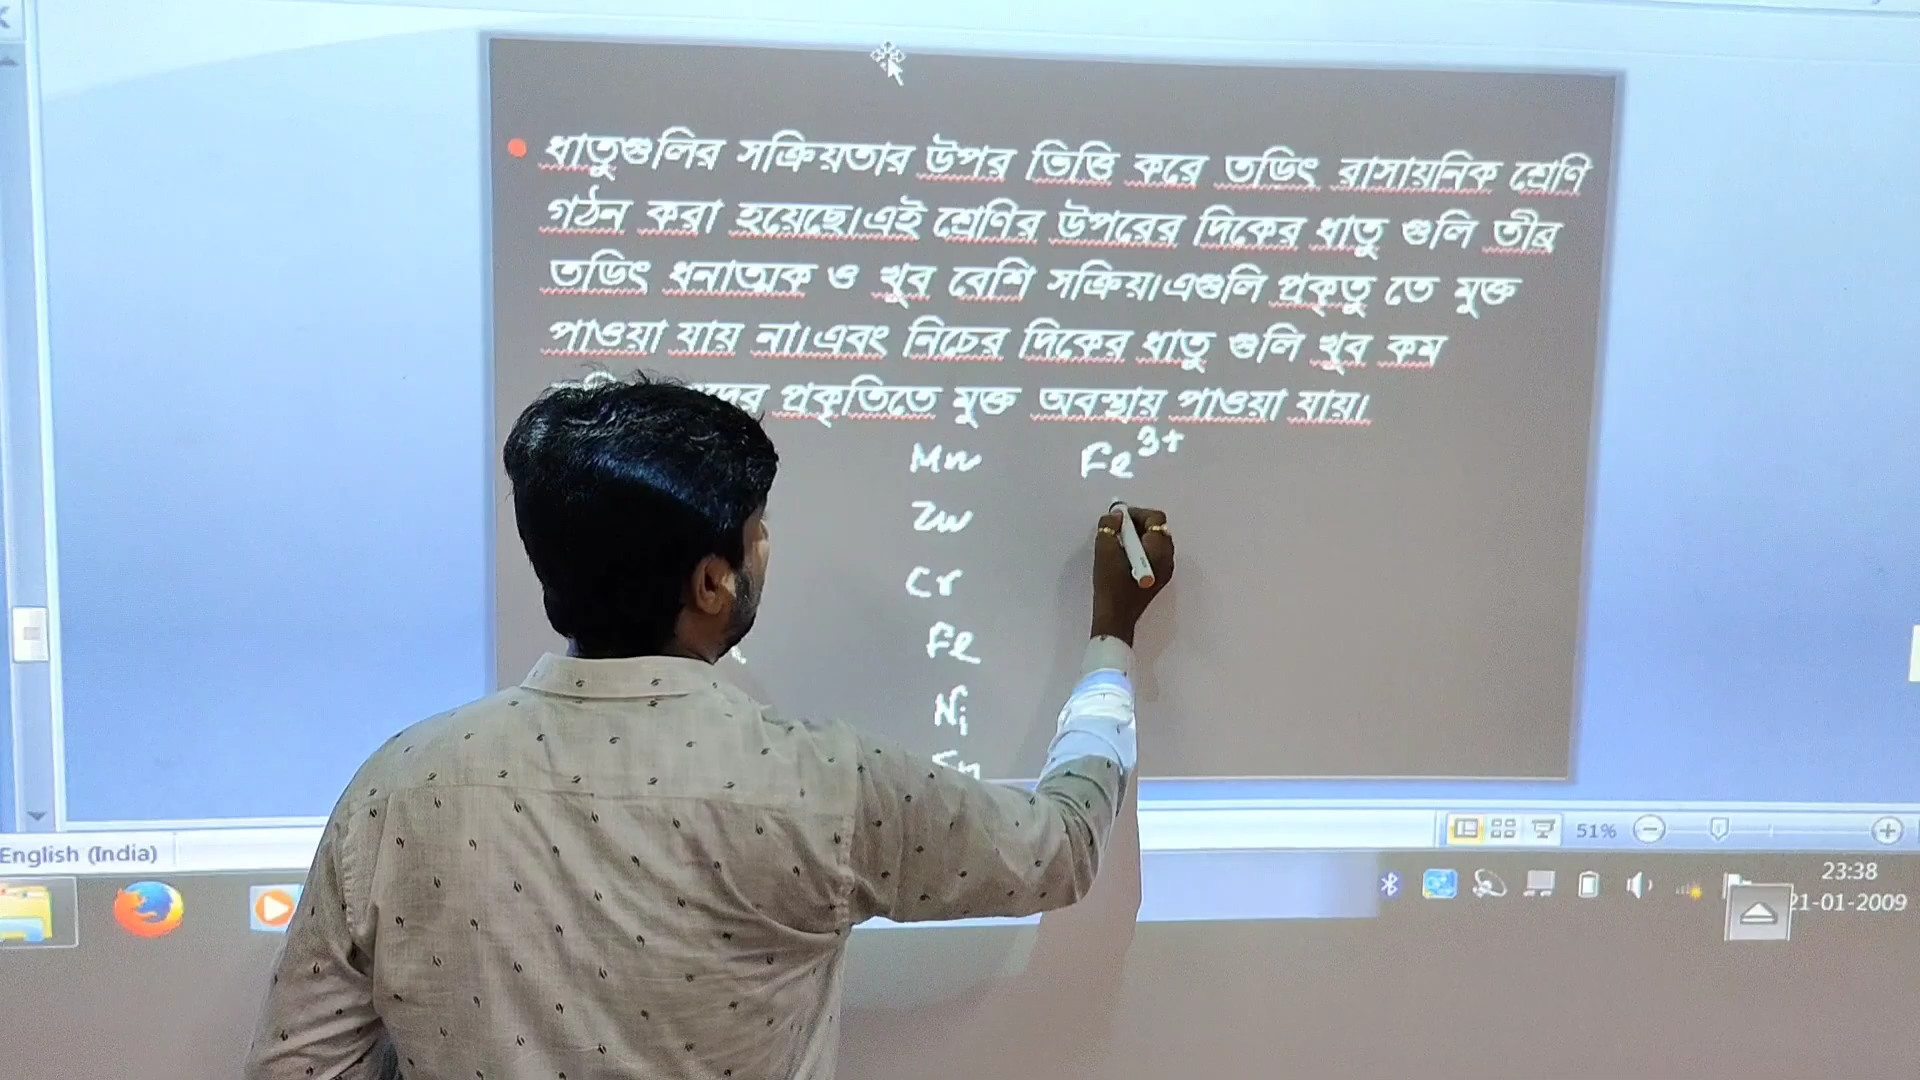 ধাতুগুলির সক্রিয়তার উপর ভিত্তি করে তডিৎ রাসায়নিক শ্রেণি
গঠন করা হয়েছে।এই শ্রেণির উপরের দিকের ধাতু গুলি তীব্র
তডিৎ ধনাত্মক ও খুব বেশি সক্রিয়।এগুলি প্রকৃতু তে মুক্ত
পাওয়া যায় না।এবং নিচের দিকের ধাতু গুলি খুব কম
প্রকৃতিতে মুক্ত অবস্থায় পাওয়া যায়।
Mn Fe3+
Zn
Cr
Fe
Ni
Sn
51%
English (India)
23:38
21-01-2009